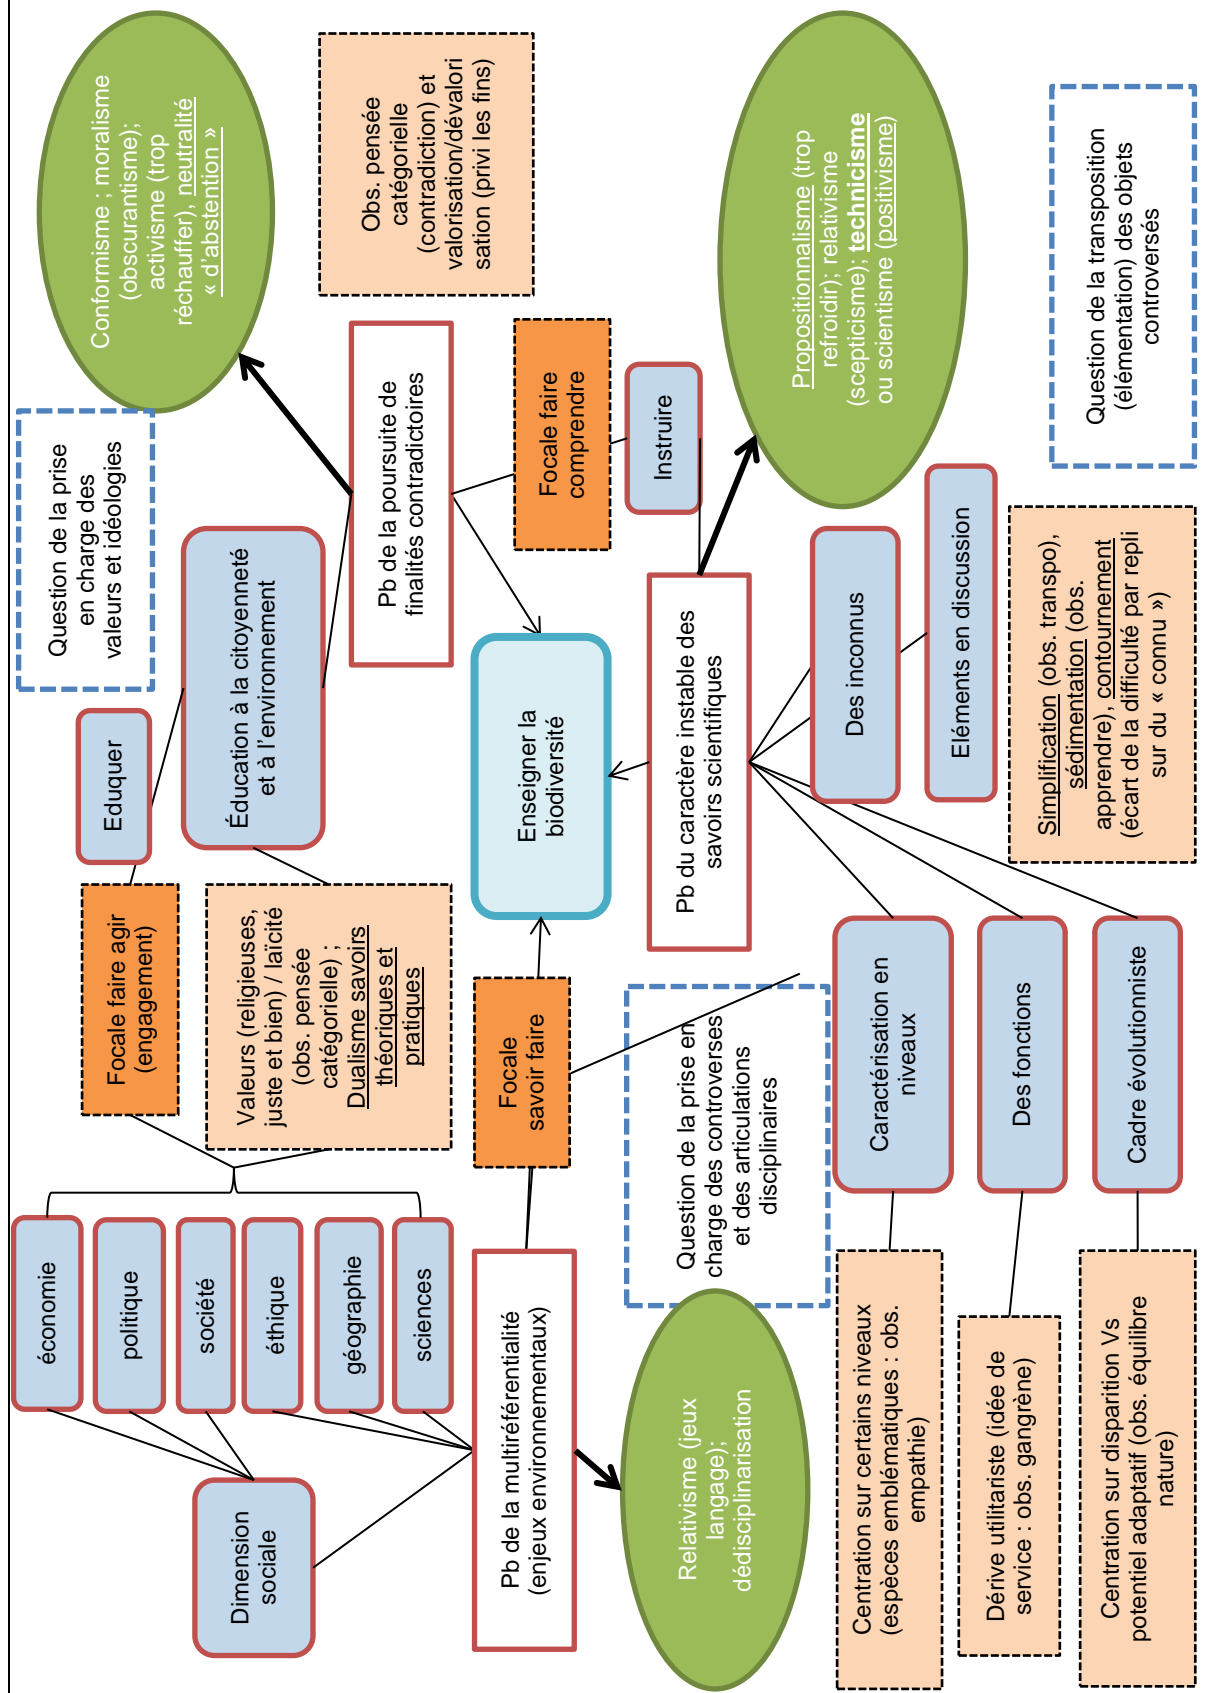 économie
politique
société
éthique
géographie
sciences
Dimension
sociale
Pb de la multiréférentialité
(enjeux environnementaux)
Relativisme (jeux
langage);
dédisciplinarisation
Centration sur certains niveaux
(espèces emblématiques : obs.
empathie)
Dérive utilitariste (idée de
service : obs. gangrène)
Centration sur disparition Vs
potentiel adaptatif (obs. équilibre
nature)
Focale faire agir
(engagement)
Valeurs (religieuses,
juste et bien) / laïcité
(obs. pensée
catégorielle) ;
Dualisme savoirs
théoriques et
pratiques
Focale
savoir faire
Question de la prise en
charge des controverses
et des articulations
disciplinaires
Caractérisation en
niveaux
Des fonctions
Cadre évolutionniste
Eduquer
Éducation à la citoyenneté
et à l'environnement
Enseigner la
biodiversité
Pb du caractère instable des
savoirs scientifiques
Des inconnus
Eléments en discussion
Simplification (obs. transpo),
sédimentation (obs.
apprendre), contournement
(écart de la difficulté par repli
sur du « connu »)
Question de la prise
en charge des
valeurs et idéologies
Pb de la poursuite de
finalités contradictoires
Focale faire
comprendre
Instruire
Conformisme ; moralisme
(obscurantisme);
activisme (trop
réchauffer), neutralité
« d'abstention »
Obs. pensée
catégorielle
(contradiction) et
valorisation/dévalori
sation (privi les fins)
Propositionnalisme (trop
refroidir); relativisme
(scepticisme); technicisme
ou scientisme (positivisme)
Question de la transposition
(élémentation) des objets
controversés